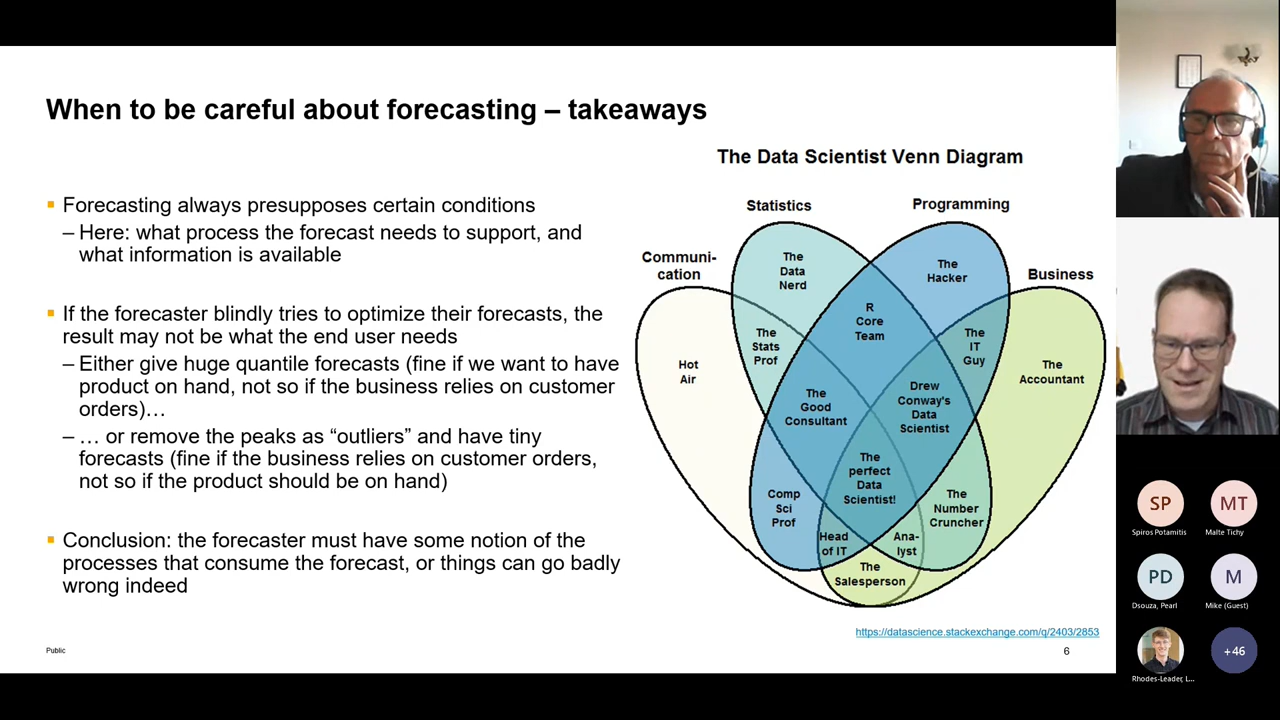 When to be careful about forecasting – takeaways
▪ Forecasting always presupposes certain conditions
– Here: what process the forecast needs to support, and
what information is available
▪ If the forecaster blindly tries to optimize their forecasts, the
result may not be what the end user needs
– Either give huge quantile forecasts (fine if we want to have
product on hand, not so if the business relies on customer
orders)…
– … or remove the peaks as “outliers” and have tiny
forecasts (fine if the business relies on customer orders,
not so if the product should be on hand)
▪ Conclusion: the forecaster must have some notion of the
processes that consume the forecast, or things can go badly
wrong indeed
The Data Scientist Venn Diagram
Communi-
cation
Statistics
Programming
Business
The
Data
Nerd
The
Hacker
R
Core
Team
The
Stats
Prof
The
IT
Guy
Hot
Air
The
Accountant
The
Good
Consultant
Drew
Conway's
Data
Scientist
The
perfect
Data
Scientist!
Comp
Sci
Prof
The
Number
Cruncher
Head
of IT
Ana-
lyst
The
Salesperson
https://datascience.stackexchange.com/q/2403/2853
Public
6
SP
Spiros Potamitis
MT
Malte Tichy
PD
Dsouza, Pearl
M
Mike (Guest)
Rhodes-Leader, L...
+46